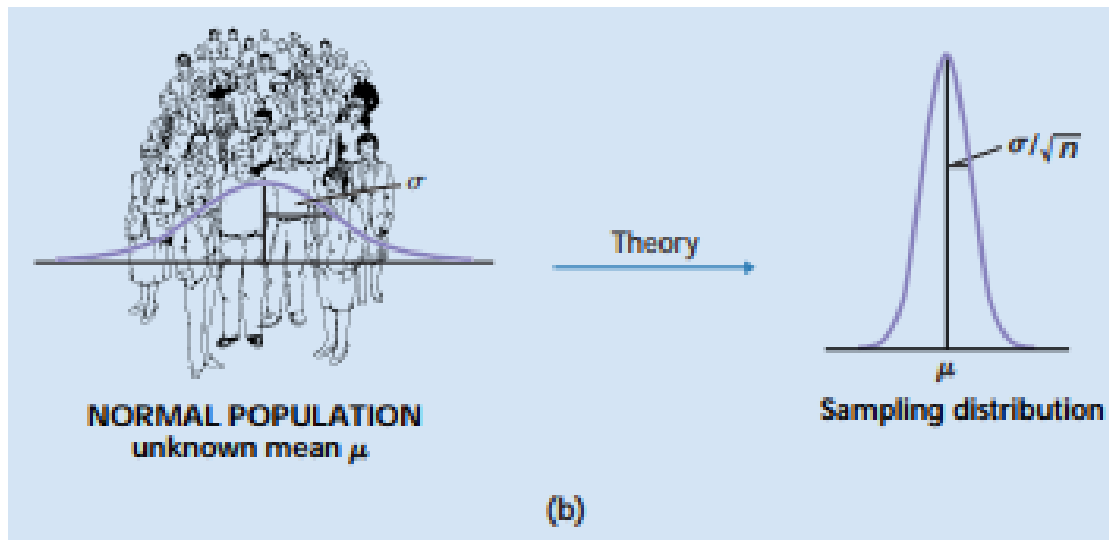 σ
σ/√n
Theory
μ
NORMAL POPULATION
unknown mean μ
Sampling distribution
(b)